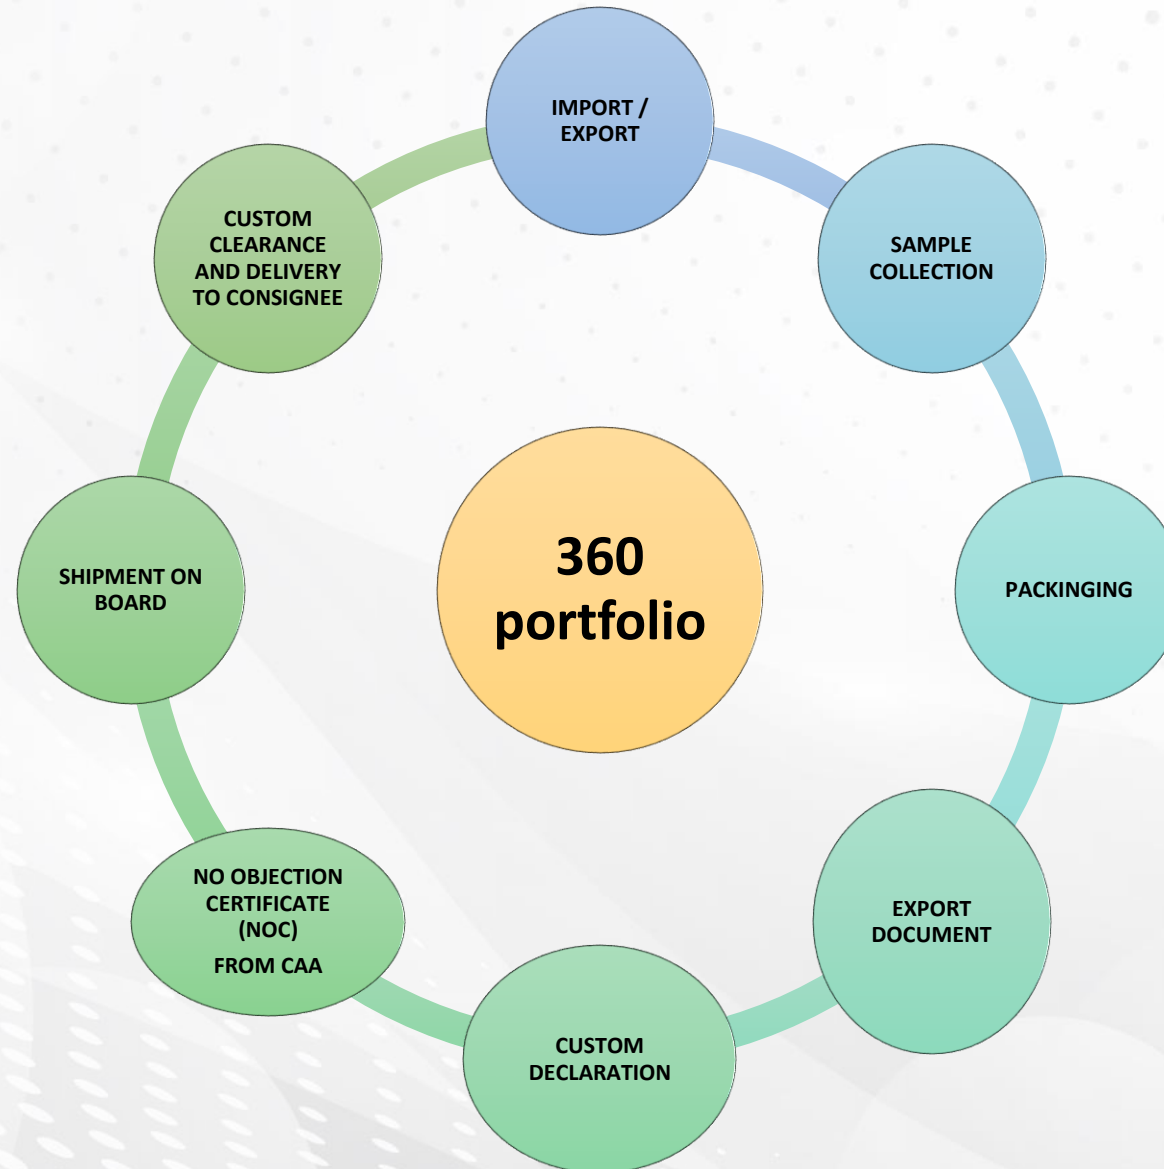 IMPORT /
EXPORT
SAMPLE
COLLECTION
PACKINGING
EXPORT
DOCUMENT
CUSTOM
DECLARATION
NO OBJECTION
CERTIFICATE
(NOC)
FROM CAA
SHIPMENT ON
BOARD
CUSTOM
CLEARANCE
AND DELIVERY
TO CONSIGNEE
360
portfolio